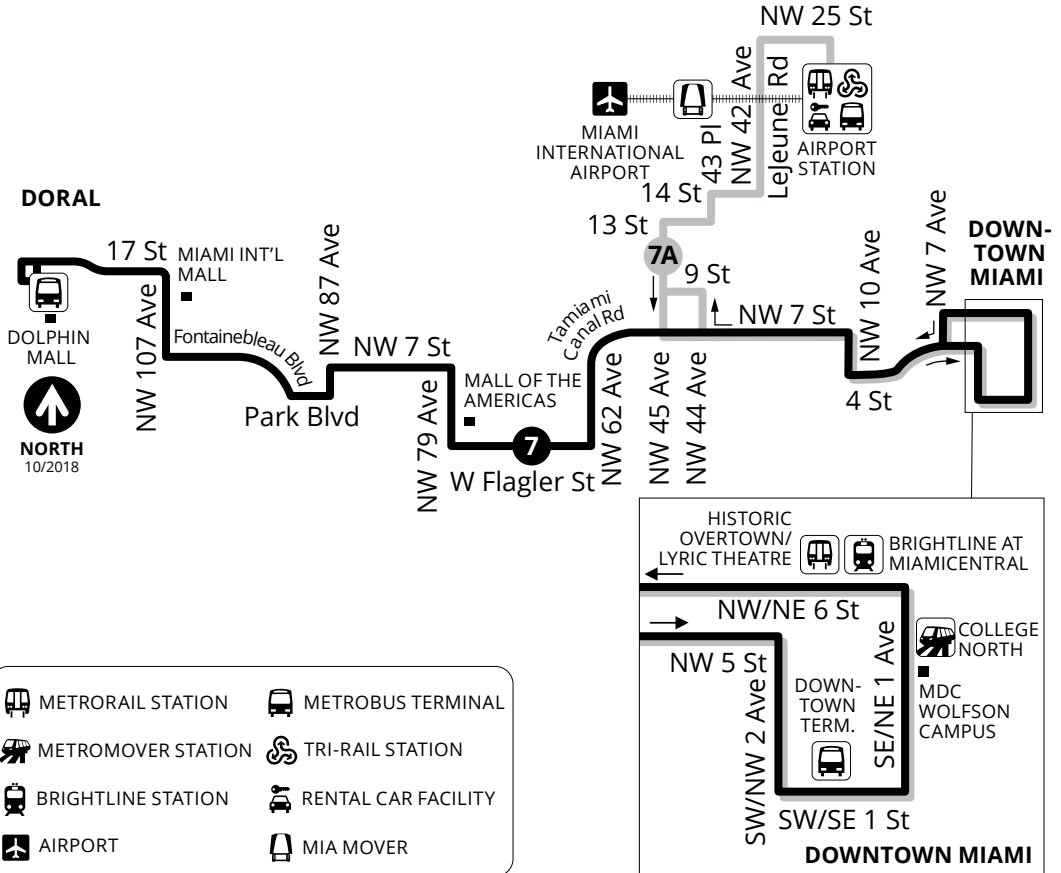 NW 25 St
NW 42 Ave
LeJeune Rd
43 Pl
MIAMI
INTERNATIONAL
AIRPORT
AIRPORT
STATION
14 St
13 St
7A
9 St
DORAL
17 St
MIAMI INT'L
MALL
DOLPHIN
MALL
NW 107 Ave
Fontainebleau Blvd
NW 87 Ave
Park Blvd
NW 7 St
NW 79 Ave
MALL OF THE
AMERICAS
7
W Flagler St
Tamiami
Canal Rd
NW 62 Ave
NW 45 Ave
NW 44 Ave
NW 7 St
NW 10 Ave
4 St
NW 7 Ave
DOWN-
TOWN
MIAMI
NORTH
10/2018
HISTORIC
OVERTOWN/
LYRIC THEATRE
BRIGHTLINE AT
MIAMICENTRAL
NW/NE 6 St
NW 5 St
SW/NW 2 Ave
DOWN-
TOWN
TERM.
SE/NE 1 Ave
COLLEGE
NORTH
MDC
WOLFSON
CAMPUS
SW/SE 1 St
DOWNTOWN MIAMI
METRORAIL STATION
METROBUS TERMINAL
METROMOVER STATION
TRI-RAIL STATION
BRIGHTLINE STATION
RENTAL CAR FACILITY
AIRPORT
MIA MOVER